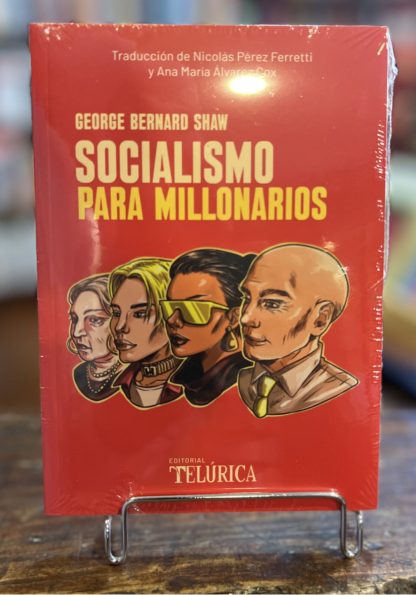 Traducción de Nicolás Pérez Ferretti
y Ana María Álvarez Cox
GEORGE BERNARD SHAW
SOCIALISMO
PARA MILLONARIOS
EDITORIAL
TELÚRICA